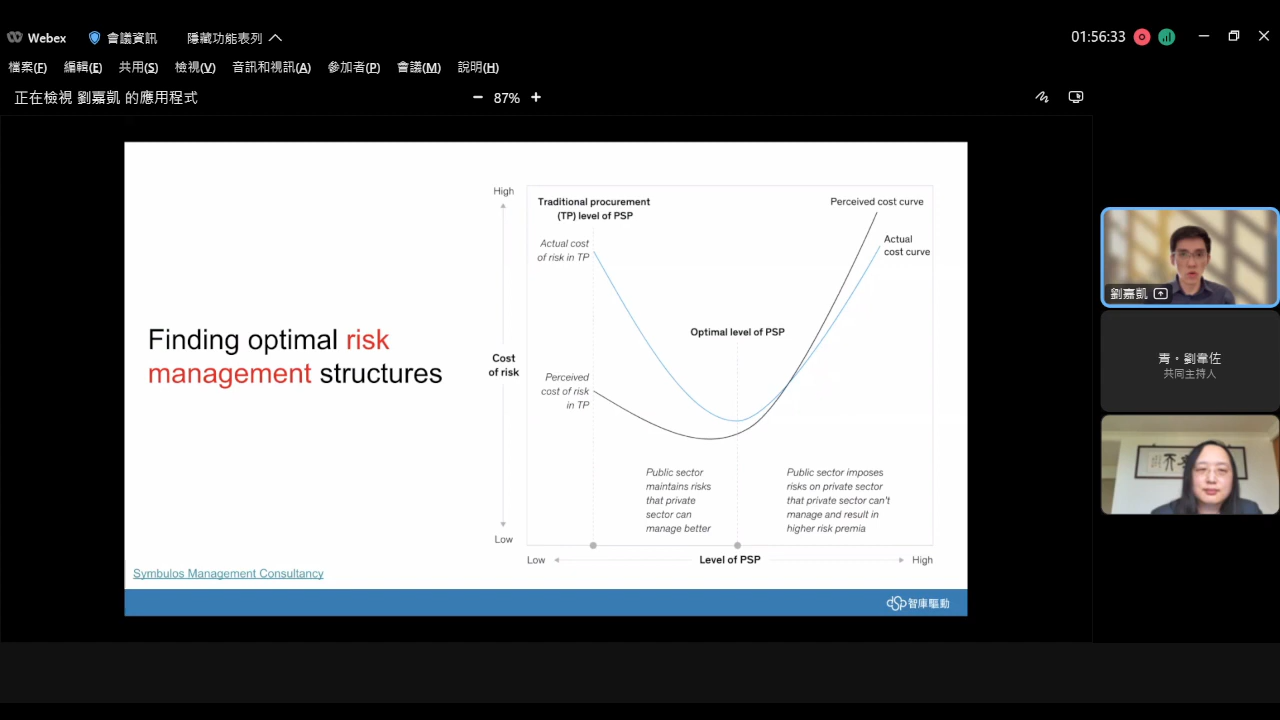 Webex
會議資訊
隱藏功能表列
01:56:33
檔案(F) 編輯(E) 共用(S) 檢視(V) 音訊和視訊(A) 參加者(P) 會議(M) 說明(H)
正在檢視 劉嘉凱 的應用程式
87%
Finding optimal risk
management structures
Symbulos Management Consultancy
High
Cost
of risk
Low
Traditional procurement
(TP) level of PSP
Actual cost
of risk in TP
Perceived
cost of risk
in TP
Optimal level of PSP
Perceived cost curve
Actual
cost curve
Public sector
maintains risks
that private
sector can
manage better
Public sector imposes
risks on private sector
that private sector can't
manage and result in
higher risk premia
Low
Level of PSP
High
dSp智庫驅動
劉嘉凱
青。劉韋佐
共同主持人